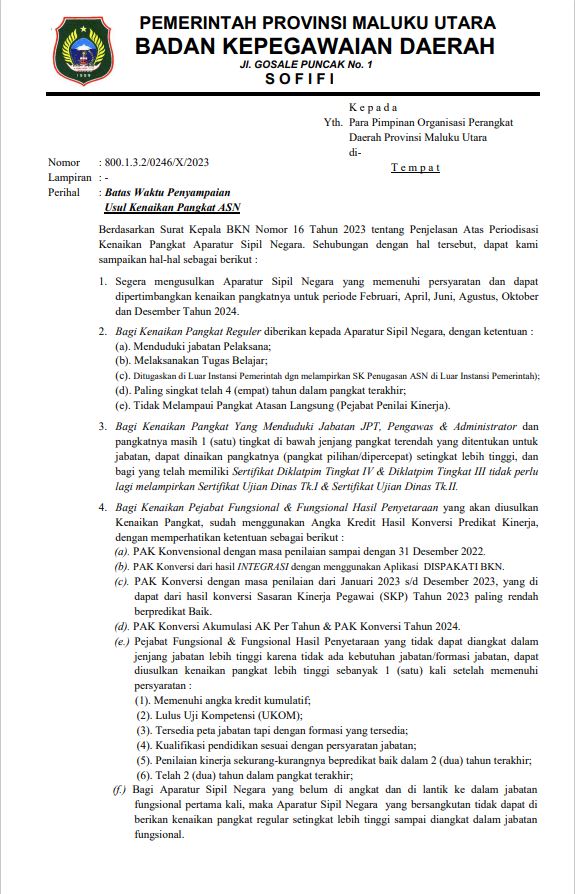 PEMERINTAH PROVINSI MALUKU UTARA
BADAN KEPEGAWAIAN DAERAH
Jl. GOSALE PUNCAK No. 1
S O F I F I
K e p a d a
Yth. Para Pimpinan Organisasi Perangkat
Daerah Provinsi Maluku Utara
di-
T e m p a t
Nomor : 800.1.3.2/0246/X/2023
Lampiran : -
Perihal : Batas Waktu Penyampaian
Usul Kenaikan Pangkat ASN
Berdasarkan Surat Kepala BKN Nomor 16 Tahun 2023 tentang Penjelasan Atas Periodisasi
Kenaikan Pangkat Aparatur Sipil Negara. Sehubungan dengan hal tersebut, dapat kami
sampaikan hal-hal sebagai berikut :
1. Segera mengusulkan Aparatur Sipil Negara yang memenuhi persyaratan dan dapat
dipertimbangkan kenaikan pangkatnya untuk periode Februari, April, Juni, Agustus, Oktober
dan Desember Tahun 2024.
2. Bagi Kenaikan Pangkat Reguler diberikan kepada Aparatur Sipil Negara, dengan ketentuan :
(a). Menduduki jabatan Pelaksana;
(b). Melaksanakan Tugas Belajar;
(c). Ditugaskan di Luar Instansi Pemerintah dgn melampirkan SK Penugasan ASN di Luar Instansi Pemerintah);
(d). Paling singkat telah 4 (empat) tahun dalam pangkat terakhir;
(e). Tidak Melampaui Pangkat Atasan Langsung (Pejabat Penilai Kinerja).
3. Bagi Kenaikan Pangkat Yang Menduduki Jabatan JPT, Pengawas & Administrator dan
pangkatnya masih 1 (satu) tingkat di bawah jenjang pangkat terendah yang ditentukan untuk
jabatan, dapat dinaikan pangkatnya (pangkat pilihan/dipercepat) setingkat lebih tinggi, dan
bagi yang telah memiliki Sertifikat Diklatpim Tingkat IV & Diklatpim Tingkat III tidak perlu
lagi melampirkan Sertifikat Ujian Dinas Tk.I & Sertifikat Ujian Dinas Tk.II.
4. Bagi Kenaikan Pejabat Fungsional & Fungsional Hasil Penyetaraan yang akan diusulkan
Kenaikan Pangkat, sudah menggunakan Angka Kredit Hasil Konversi Predikat Kinerja,
dengan memperhatikan ketentuan sebagai berikut :
(a). PAK Konvensional dengan masa penilaian sampai dengan 31 Desember 2022.
(b). PAK Konversi dari hasil INTEGRASI dengan menggunakan Aplikasi DISPAKATI BKN.
(c). PAK Konversi dengan masa penilaian dari Januari 2023 s/d Desember 2023, yang di
dapat dari hasil konversi Sasaran Kinerja Pegawai (SKP) Tahun 2023 paling rendah
berpredikat Baik.
(d). PAK Konversi Akumulasi AK Per Tahun & PAK Konversi Tahun 2024.
(e.) Pejabat Fungsional & Fungsional Hasil Penyetaraan yang tidak dapat diangkat dalam
jenjang jabatan lebih tinggi karena tidak ada kebutuhan jabatan/formasi jabatan, dapat
diusulkan kenaikan pangkat lebih tinggi sebanyak 1 (satu) kali setelah memenuhi
persyaratan :
(1). Memenuhi angka kredit kumulatif;
(2). Lulus Uji Kompetensi (UKOM);
(3). Tersedia peta jabatan tapi dengan formasi yang tersedia;
(4). Kualifikasi pendidikan sesuai dengan persyaratan jabatan;
(5). Penilaian kinerja sekurang-kurangnya bepredikat baik dalam 2 (dua) tahun terakhir;
(6). Telah 2 (dua) tahun dalam pangkat terakhir;
(f.) Bagi Aparatur Sipil Negara yang belum di angkat dan di lantik ke dalam jabatan
fungsional pertama kali, maka Aparatur Sipil Negara yang bersangkutan tidak dapat di
berikan kenaikan pangkat regular setingkat lebih tinggi sampai diangkat dalam jabatan
fungsional.